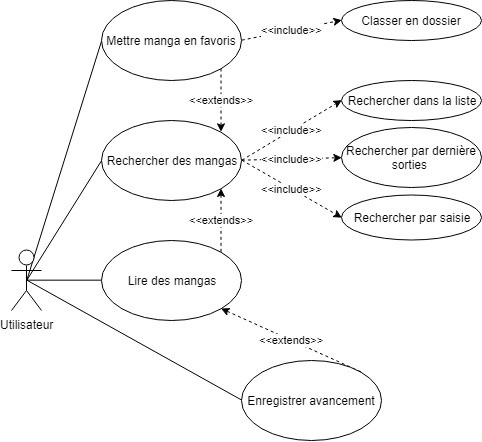 Classer en dossier
Mettre manga en favoris
<<include>>
<<extends>>
Rechercher dans la liste
<<include>>
Rechercher par dernière
sorties
Rechercher des mangas
<<include>>
<<include>>
Rechercher par saisie
<<extends>>
Lire des mangas
Utilisateur
<<extends>>
Enregistrer avancement